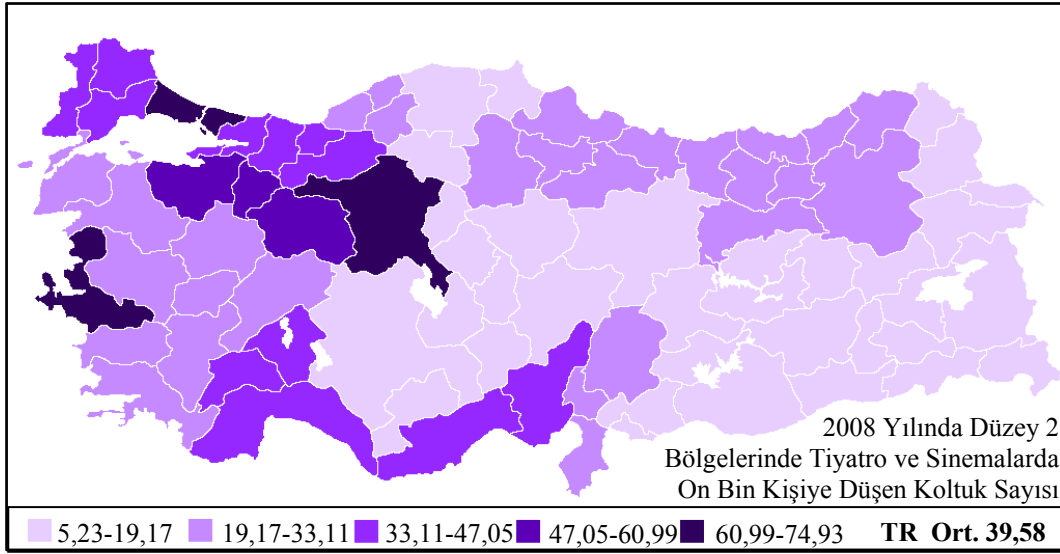 2008 Yılında Düzey 2
Bölgelerinde Tiyatro ve Sinemalarda
On Bin Kişiye Düşen Koltuk Sayısı
5,23-19,17 19,17-33,11 33,11-47,05 47,05-60,99 60,99-74,93 TR Ort. 39,58